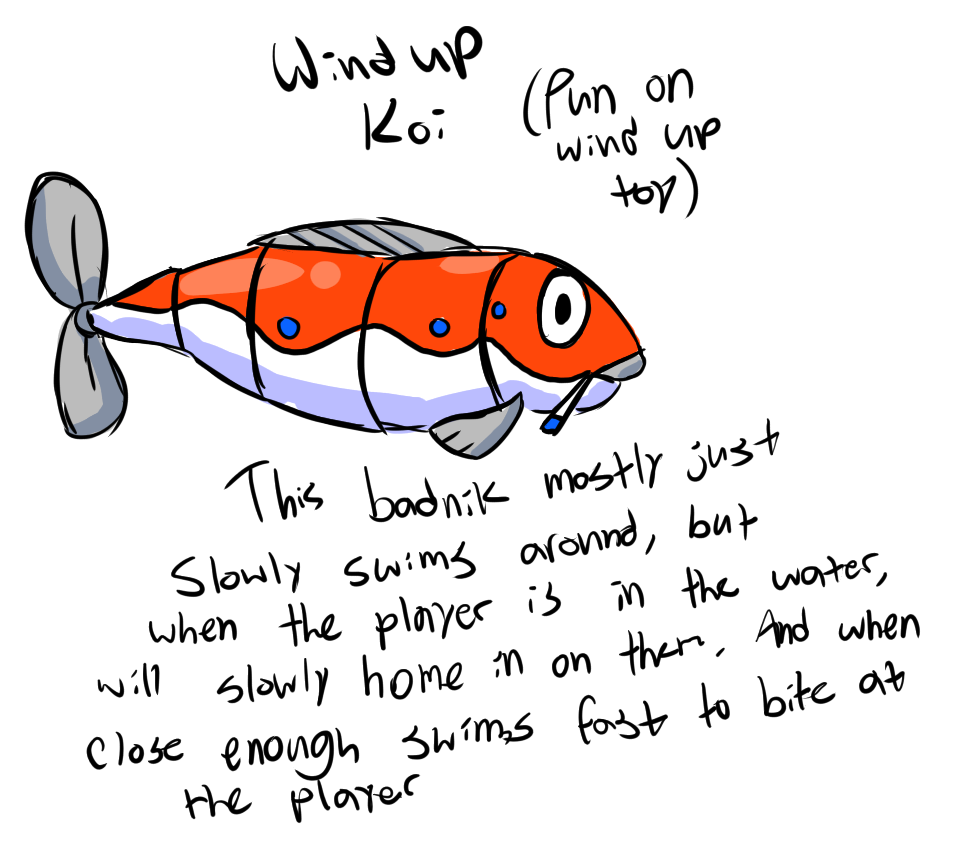 Wind up
Koi
(Pun on
wind up
toy)
This badnik mostly just
slowly swims around, but
when the player is in the water,
will slowly home in on them. And when
close enough swims fast to bite at
the player